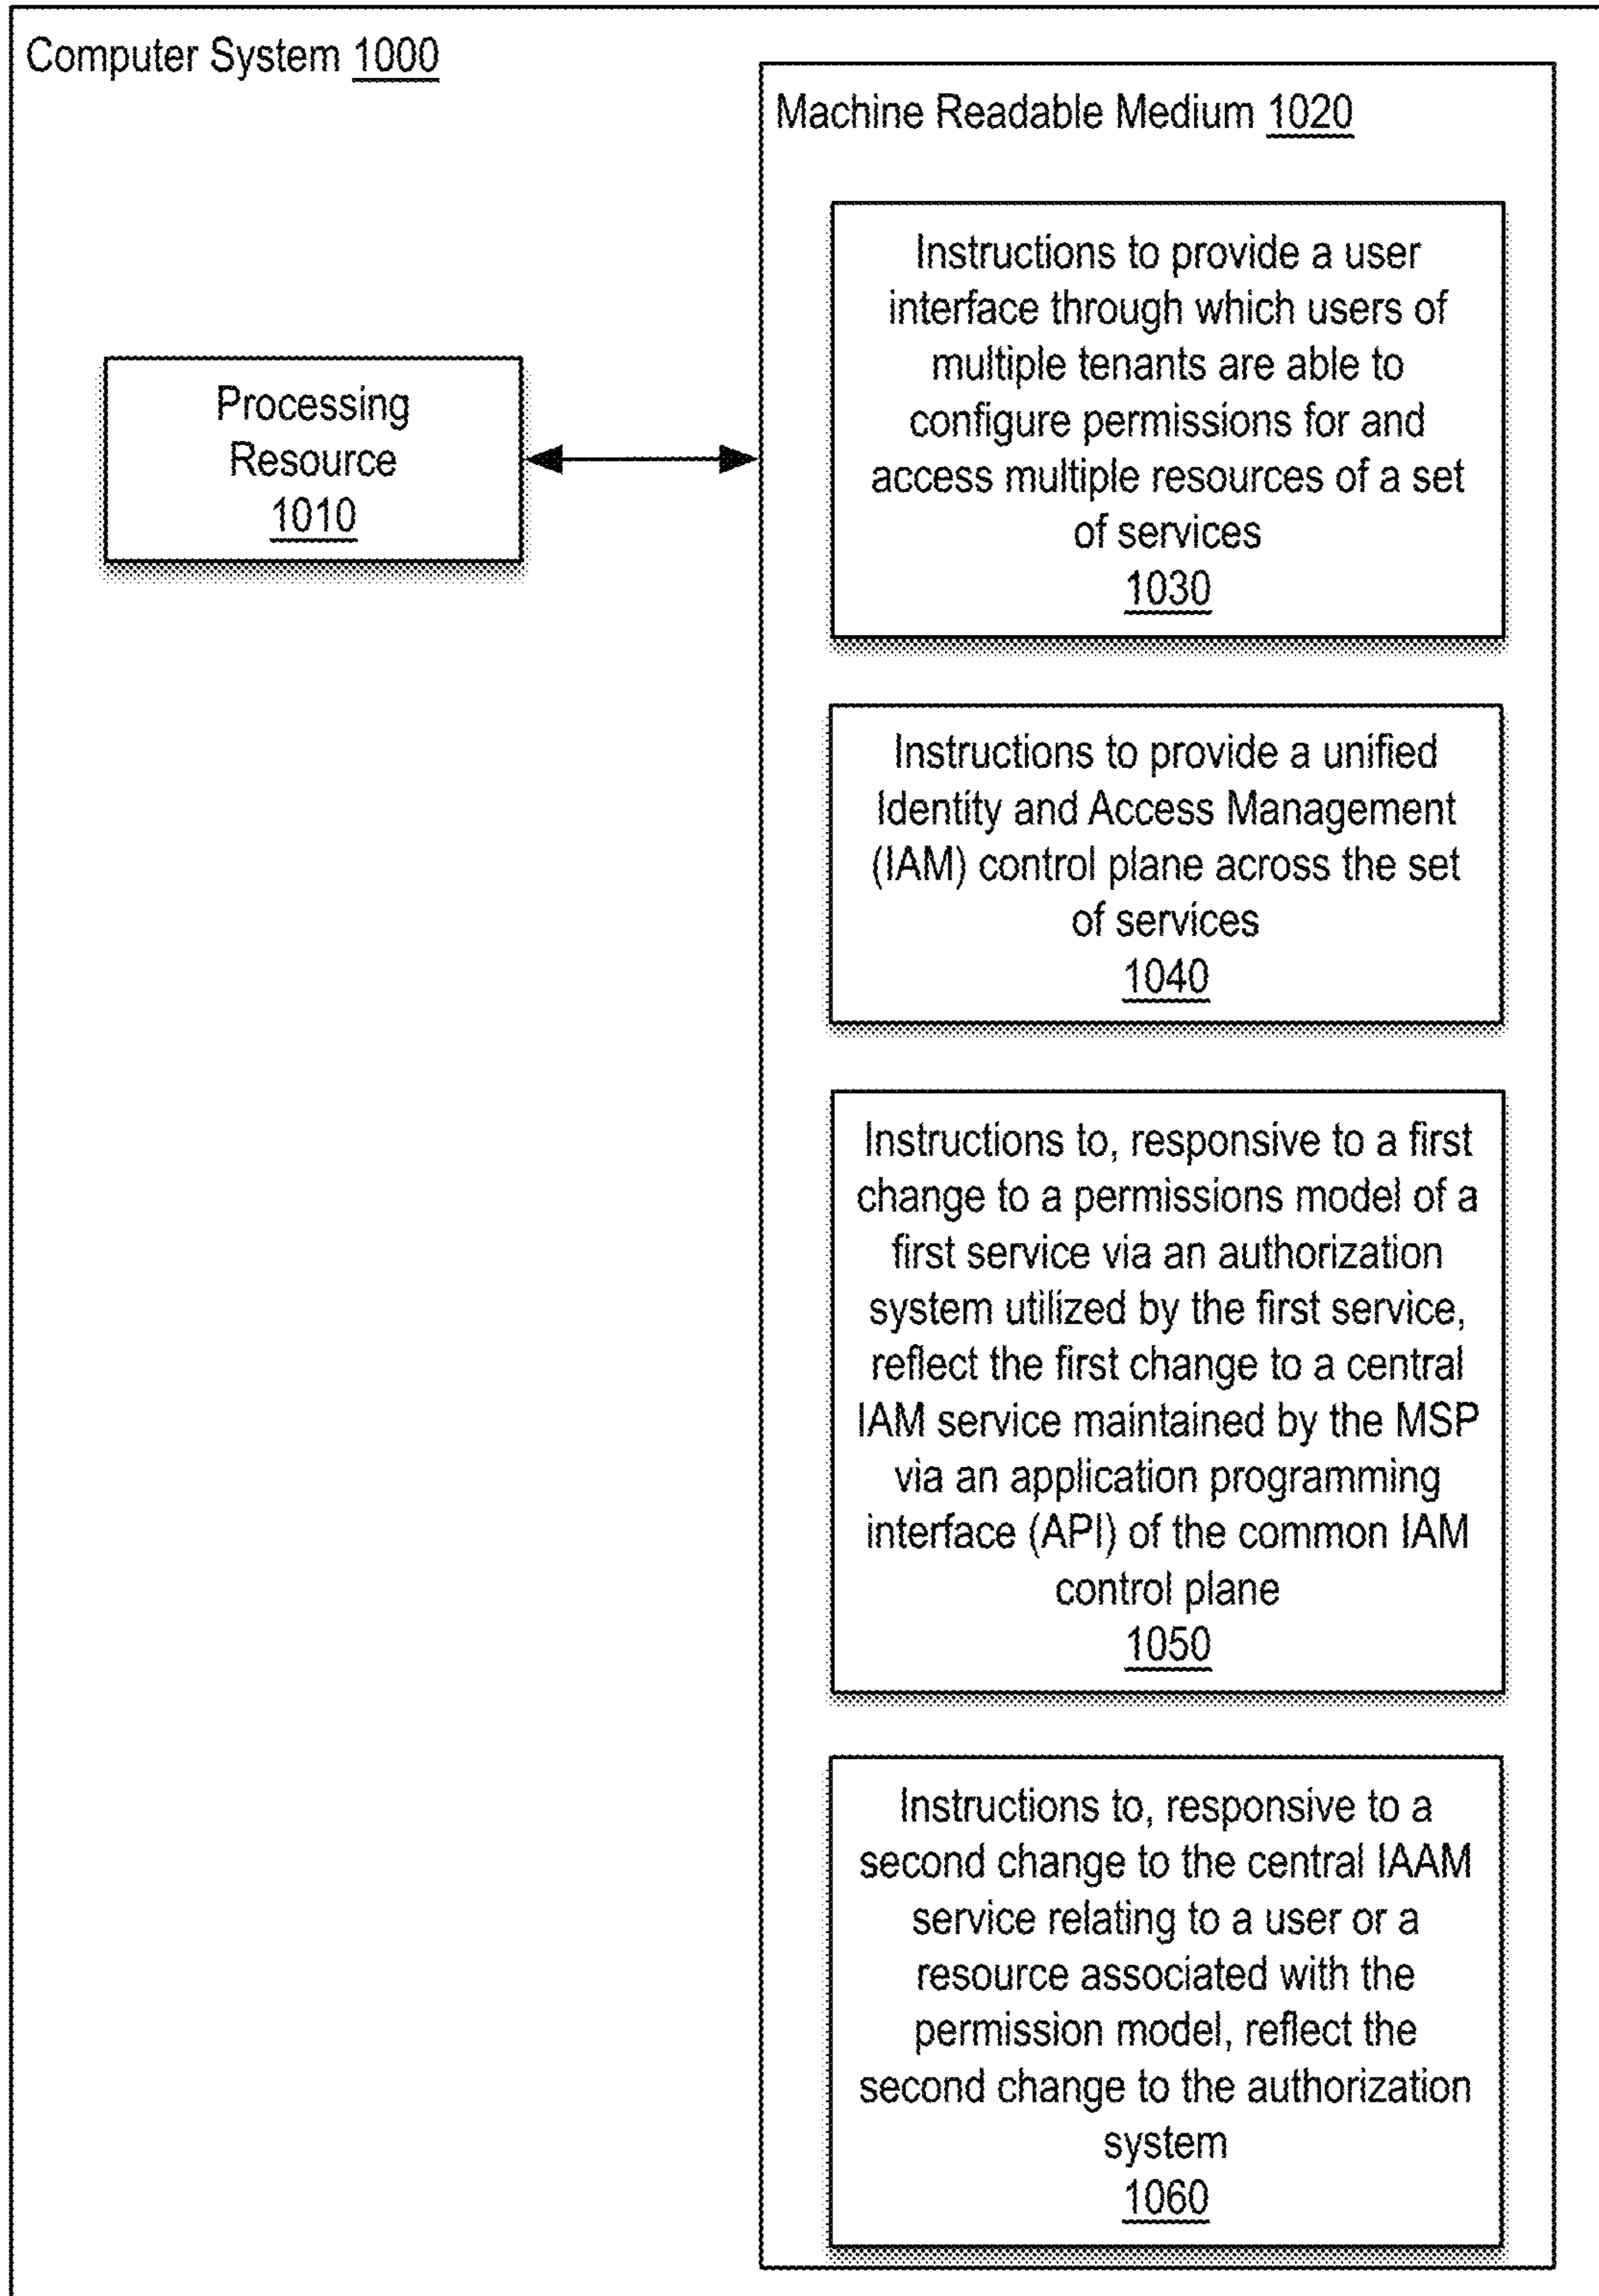 Computer System 1000
Machine Readable Medium 1020
Processing
Resource
1010
Instructions to provide a user
interface through which users of
multiple tenants are able to
configure permissions for and
access multiple resources of a set
of services
1030
Instructions to provide a unified
Identity and Access Management
(IAM) control plane across the set
of services
1040
Instructions to, responsive to a first
change to a permissions model of a
first service via an authorization
system utilized by the first service,
reflect the first change to a central
IAM service maintained by the MSP
via an application programming
interface (API) of the common IAM
control plane
1050
Instructions to, responsive to a
second change to the central IAAM
service relating to a user or a
resource associated with the
permission model, reflect the
second change to the authorization
system
1060